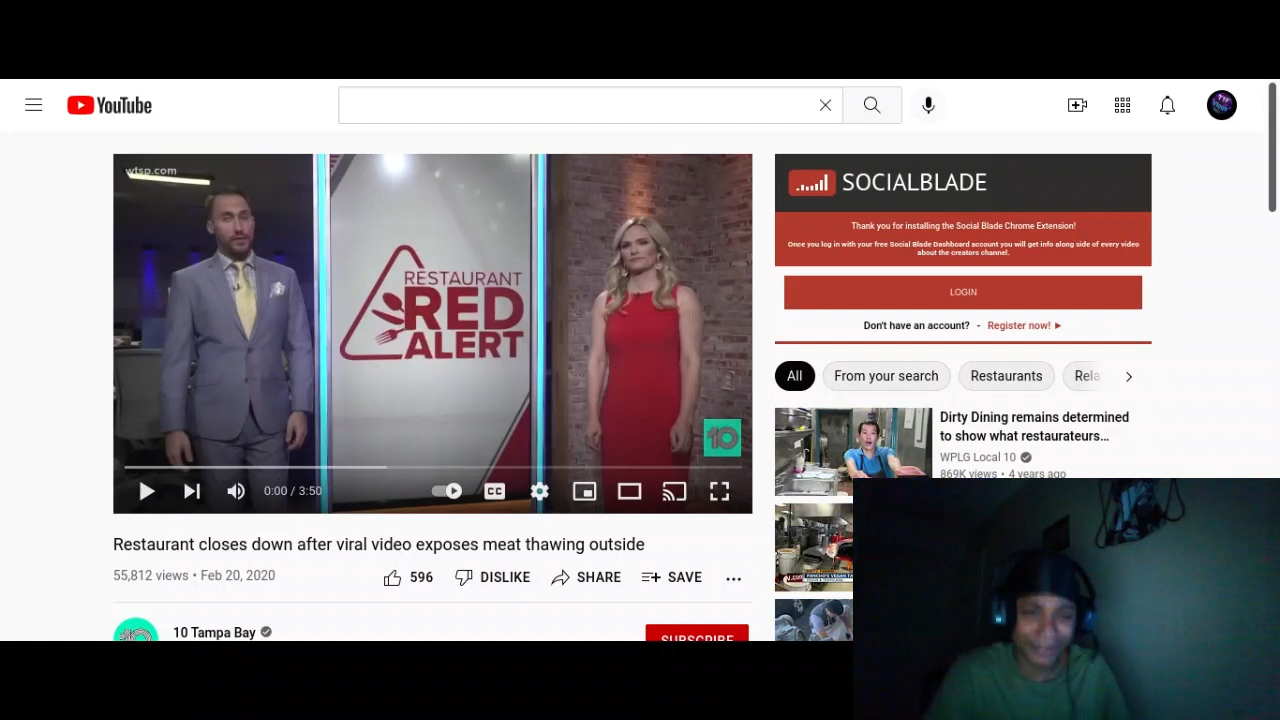 YouTube
wtsp.com
RESTAURANT
RED
ALERT
10
0:00 / 3:50
CC
Restaurant closes down after viral video exposes meat thawing outside
55,812 views • Feb 20, 2020
596
DISLIKE
SHARE
SAVE
10 Tampa Bay
SUBSCRIBE
SOCIALBLADE
Thank you for installing the Social Blade Chrome Extension!
Once you log in with your free Social Blade Dashboard account you will get info along side of every video
about the creators channel.
LOGIN
Don't have an account? - Register now! ►
All
From your search
Restaurants
Rela
Dirty Dining remains determined
to show what restaurateurs…
WPLG Local 10
869K views • 4 years ago